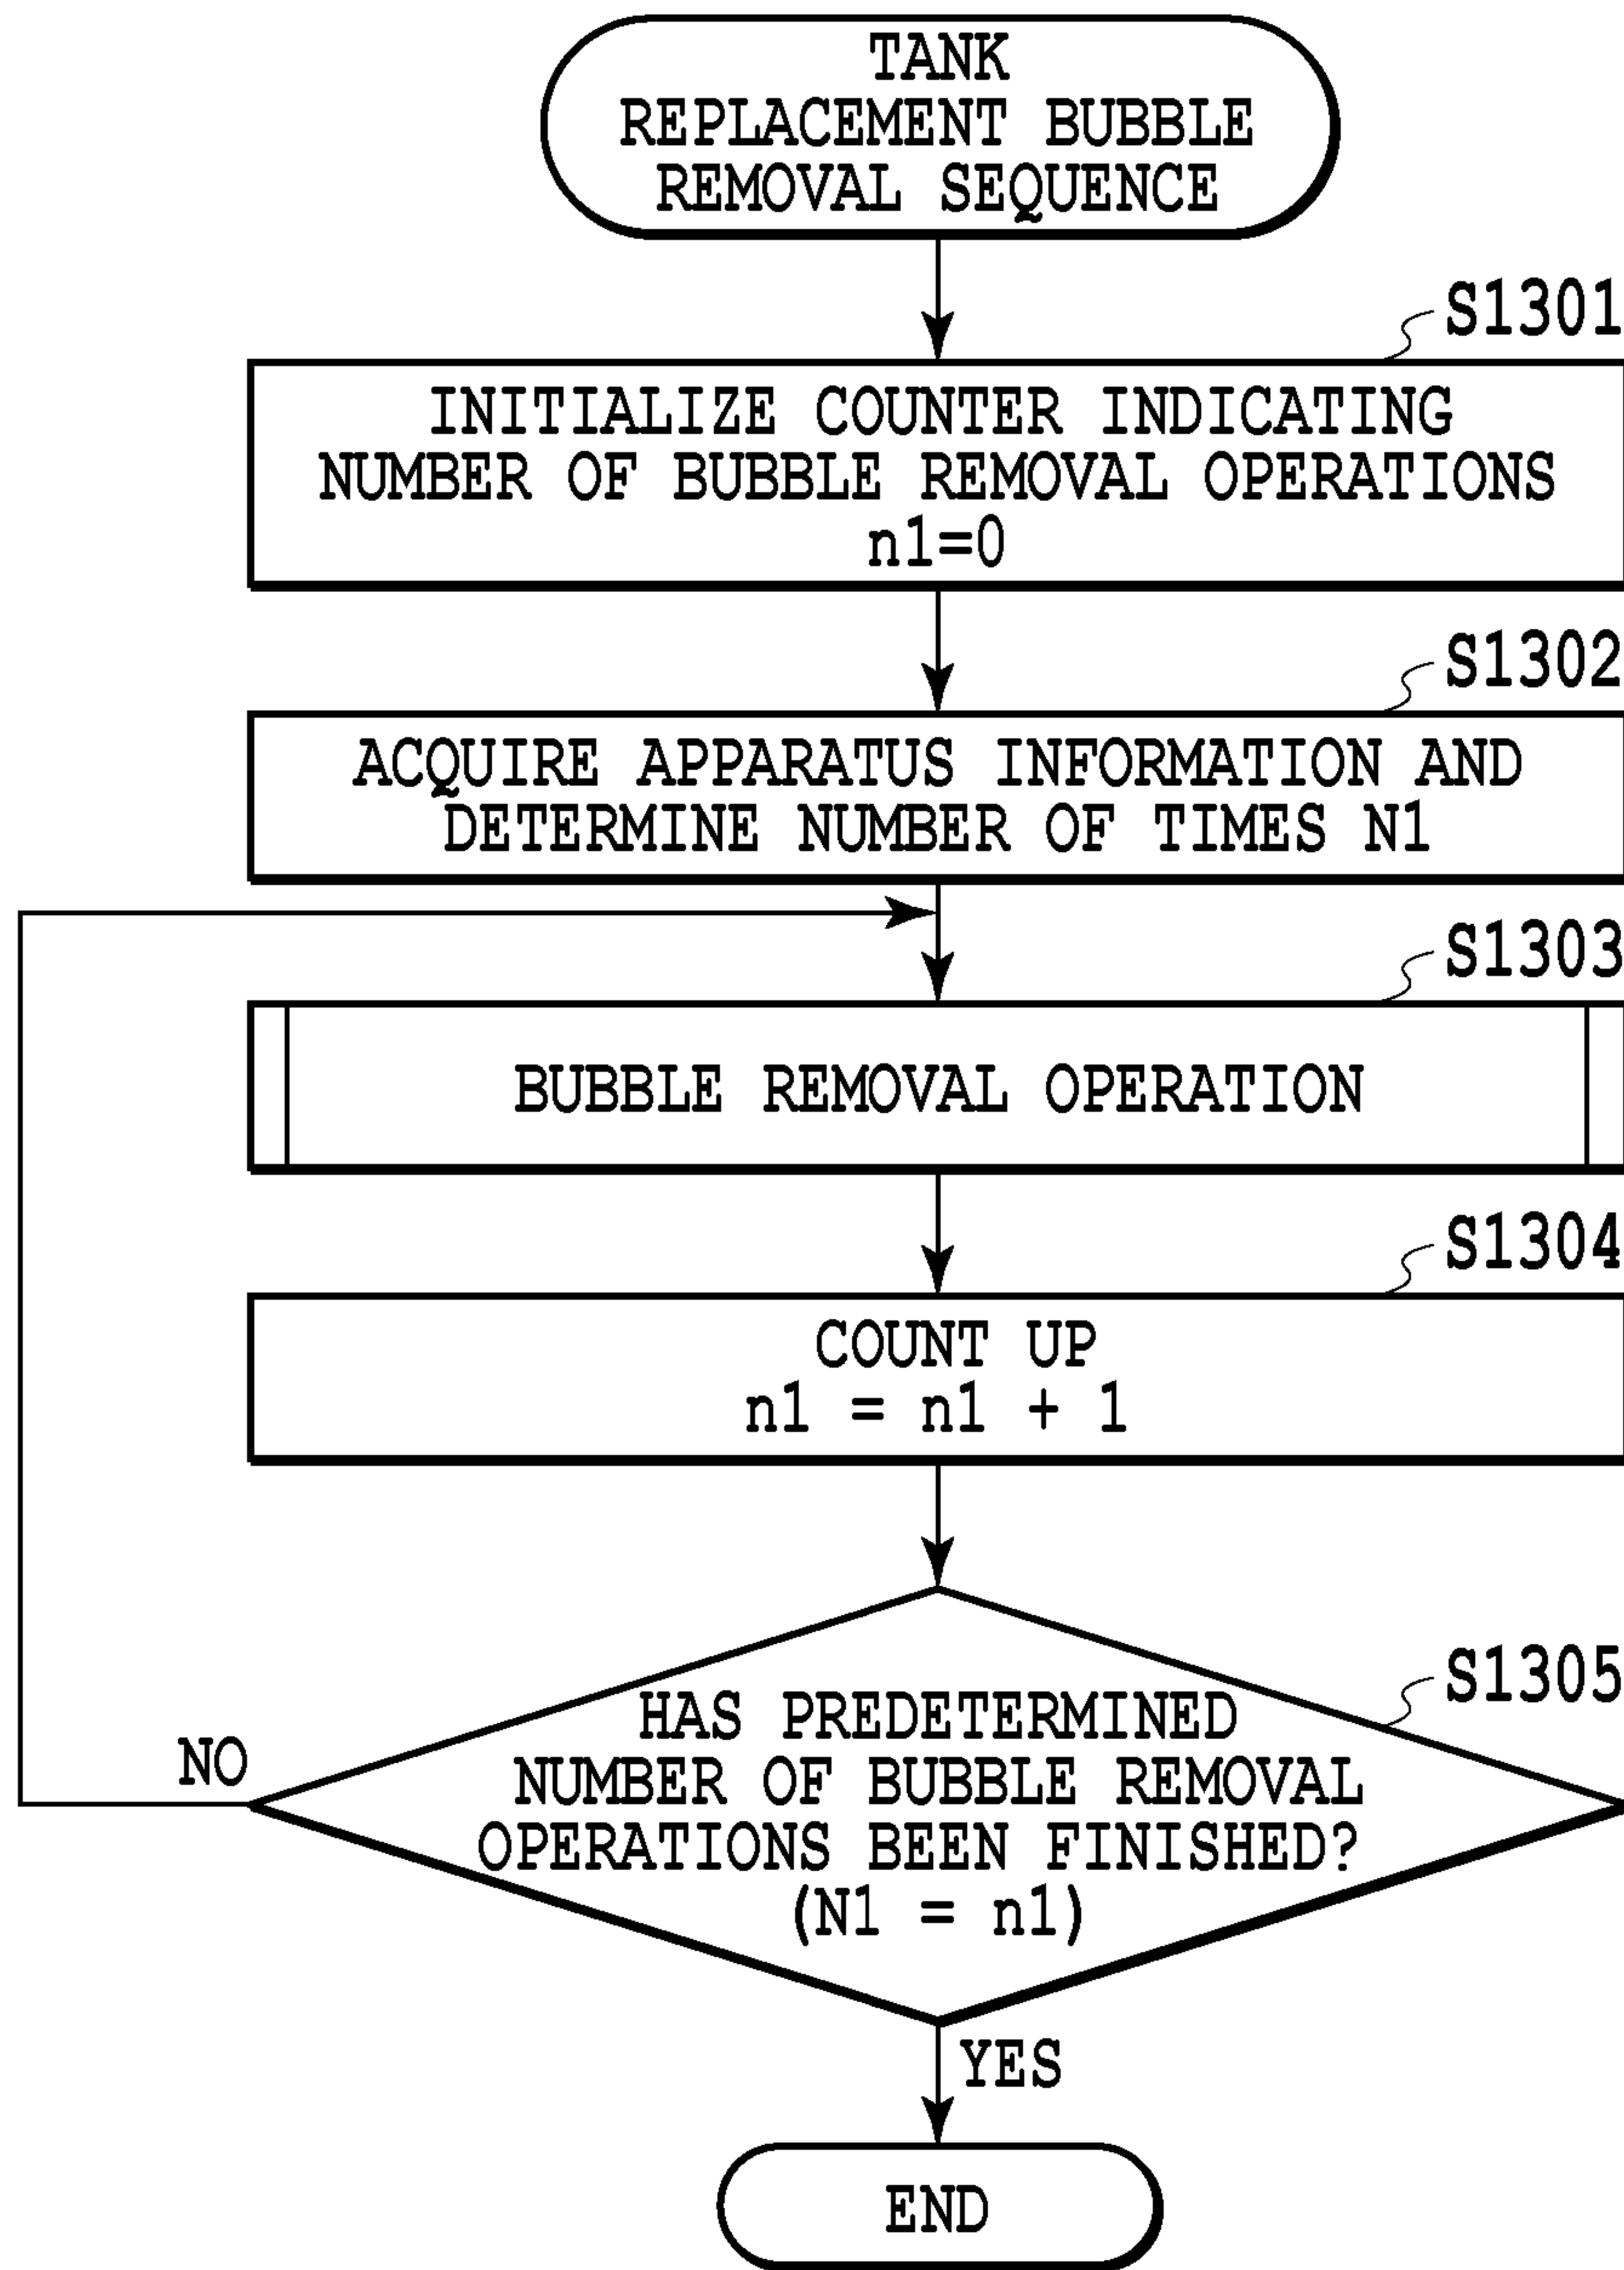 TANK
REPLACEMENT BUBBLE
REMOVAL SEQUENCE
S1301
INITIALIZE COUNTER INDICATING
NUMBER OF BUBBLE REMOVAL OPERATIONS
n1=0
S1302
ACQUIRE APPARATUS INFORMATION AND
DETERMINE NUMBER OF TIMES N1
S1303
BUBBLE REMOVAL OPERATION
S1304
COUNT UP
n1 = n1 + 1
S1305
HAS PREDETERMINED
NUMBER OF BUBBLE REMOVAL
OPERATIONS BEEN FINISHED?
(N1 = n1)
NO
YES
END